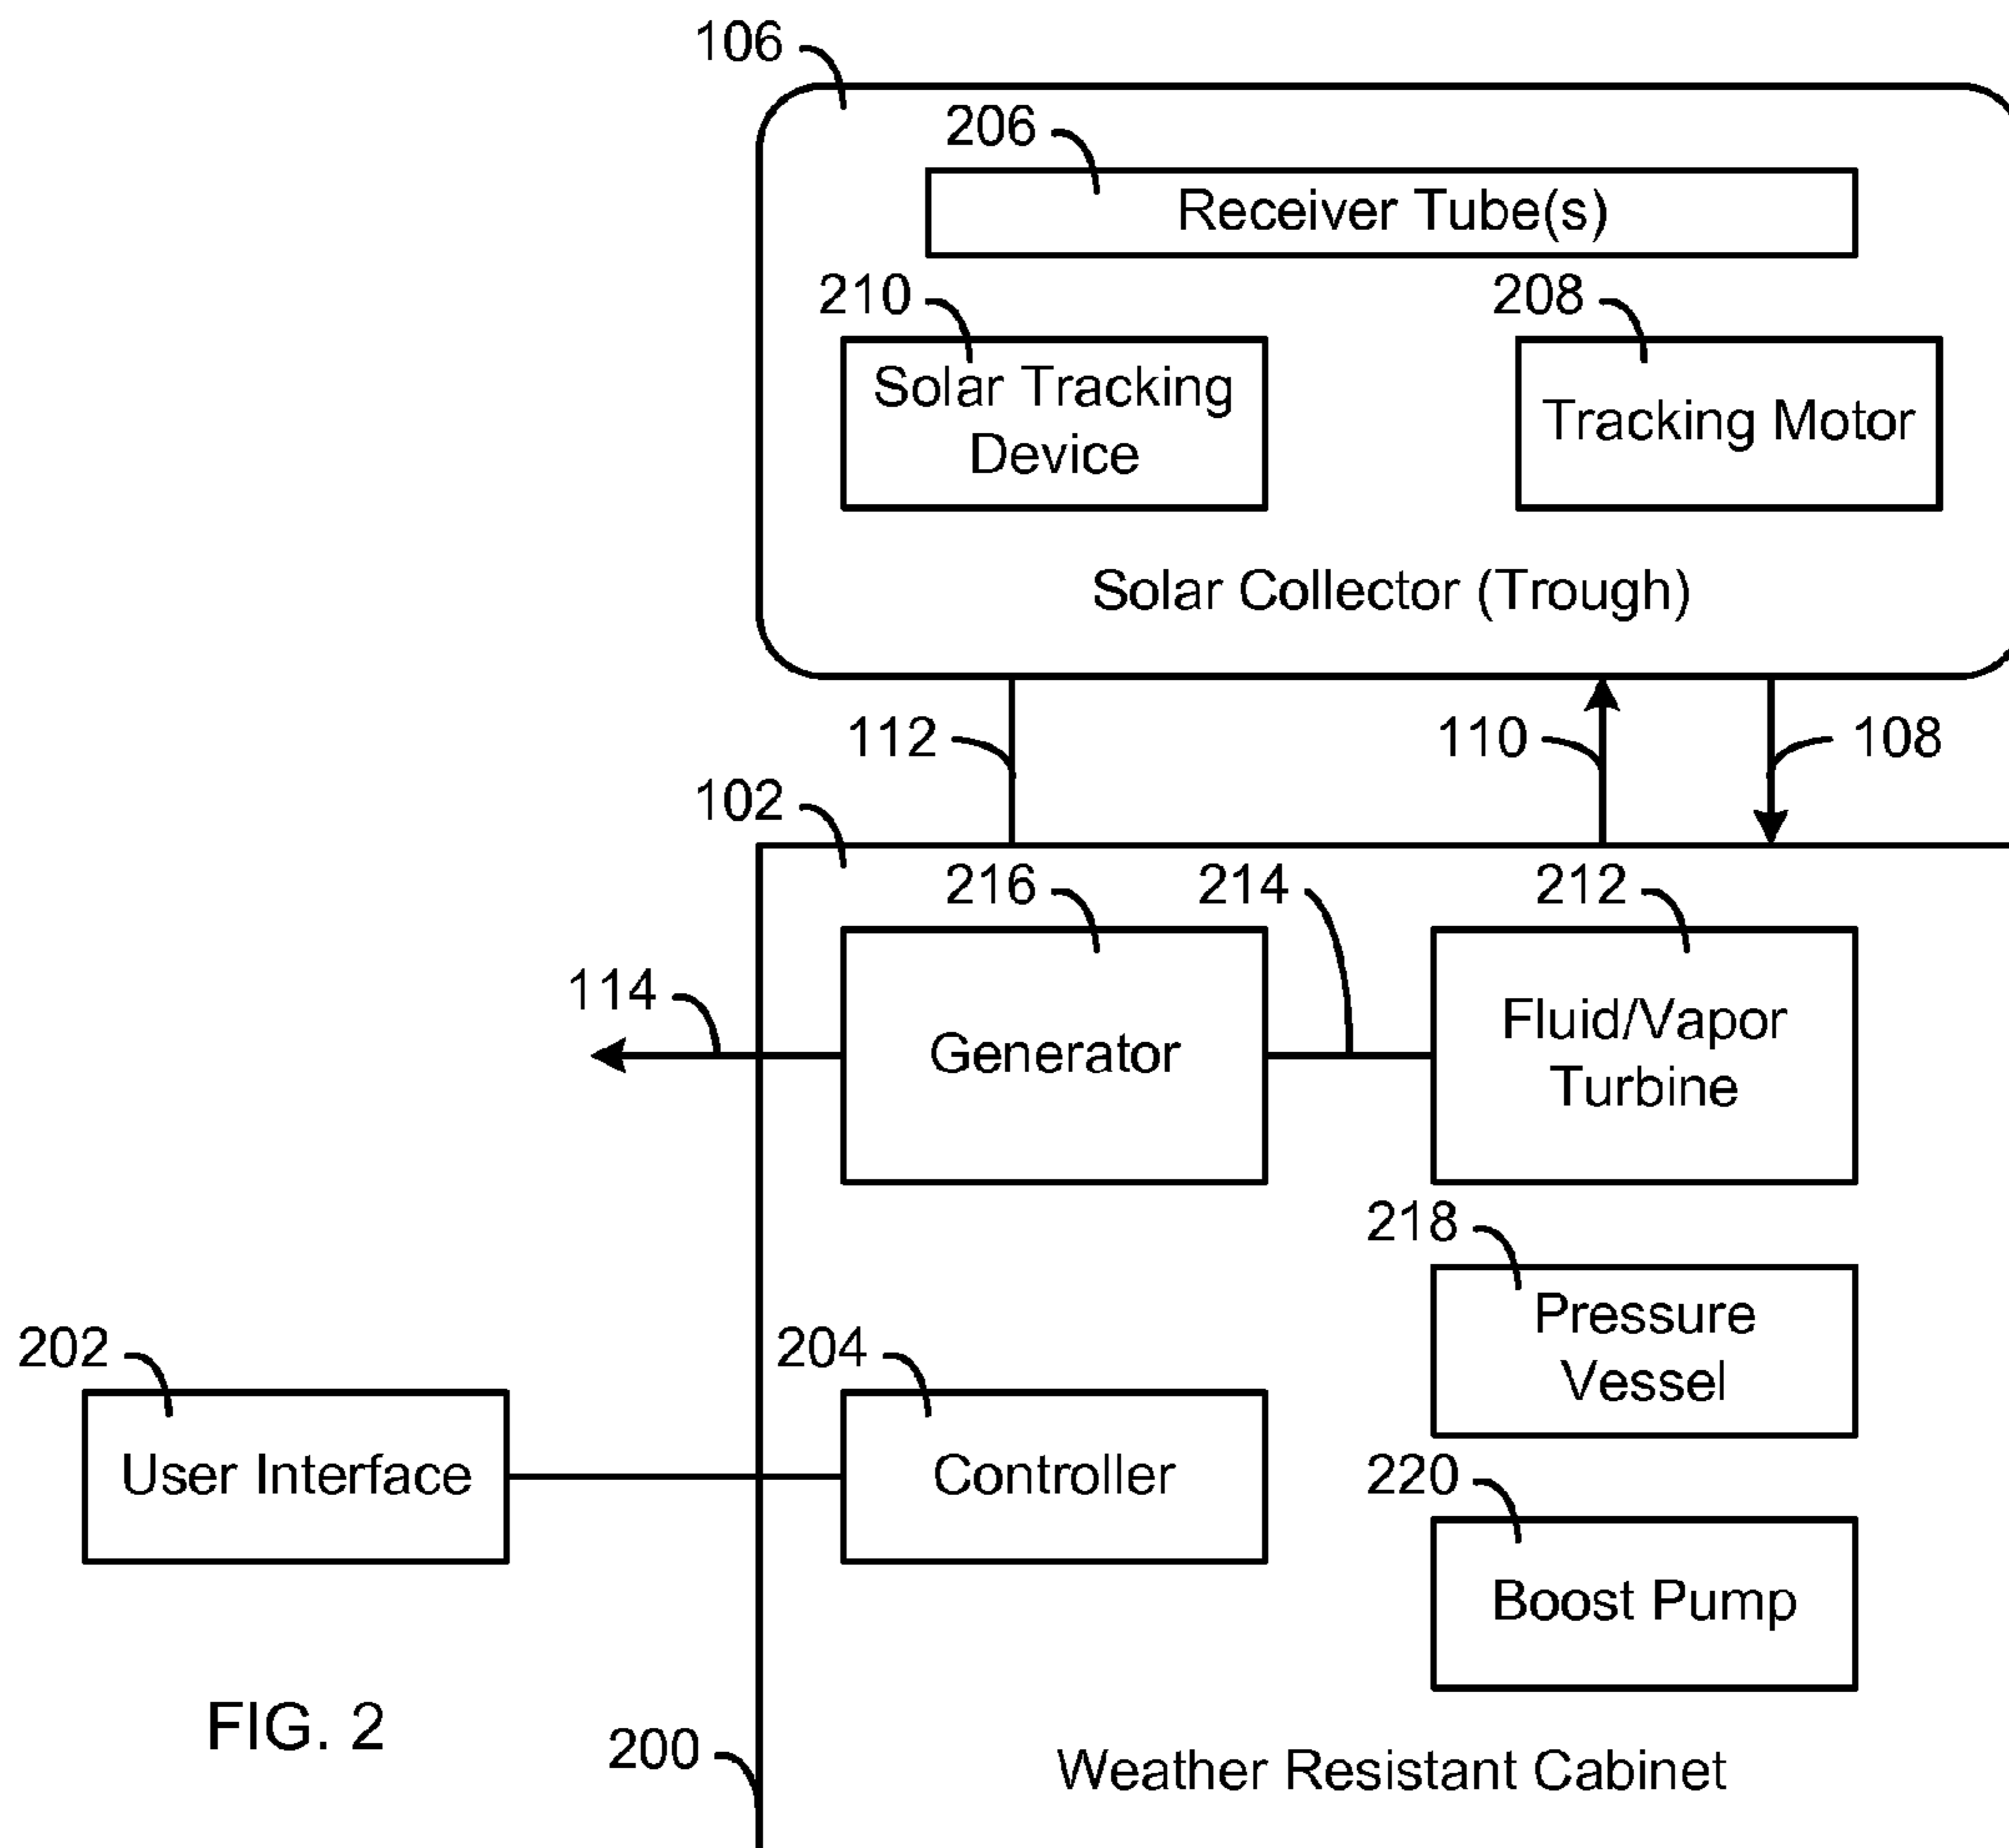 106
206
Receiver Tube(s)
210
208
Solar Tracking
Device
Tracking Motor
Solar Collector (Trough)
112
110
108
102
216
214
212
114
Generator
Fluid/Vapor
Turbine
218
Pressure
Vessel
202
204
User Interface
Controller
220
Boost Pump
FIG. 2
200
Weather Resistant Cabinet